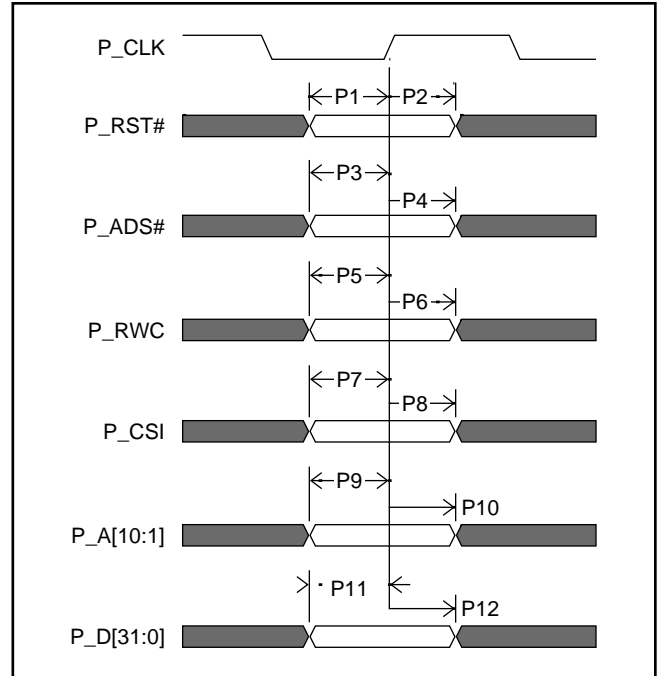 P_CLK
P1 P2
P_RST#
P3
P4
P_ADS#
P5
P6
P_RWC
P7
P8
P_CSI
P9
P10
P_A[10:1]
P11
P12
P_D[31:0]